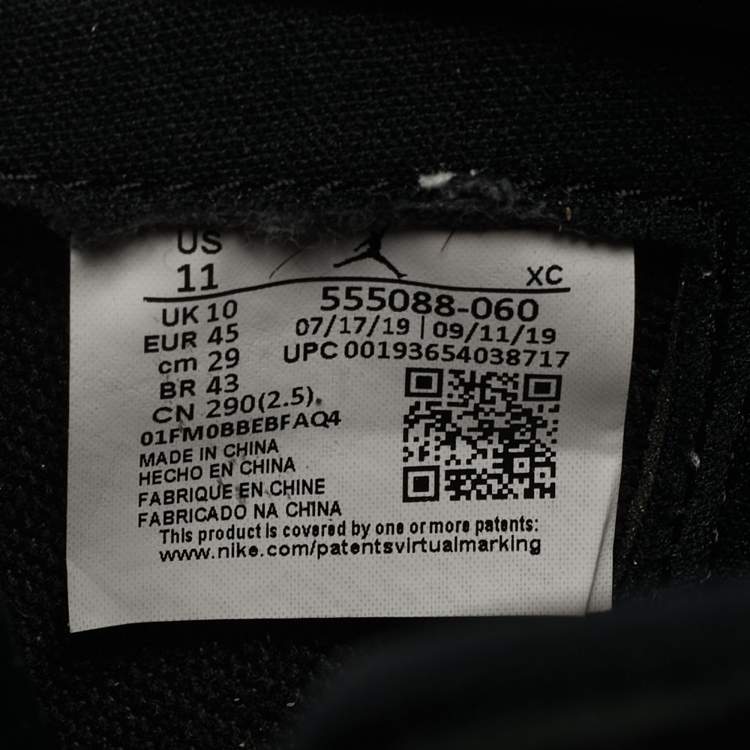 US
11
XC
UK 10
EUR 45
cm 29
BR 43
CN 290(2.5).
01FM0BBEBFAQ4
555088-060
07/17/19 | 09/11/19
UPC 00193654038717
MADE IN CHINA
HECHO EN CHINA
FABRIQUE EN CHINE
FABRICADO NA CHINA
This product is covered by one or more patents:
www.nike.com/patentsvirtualmarking